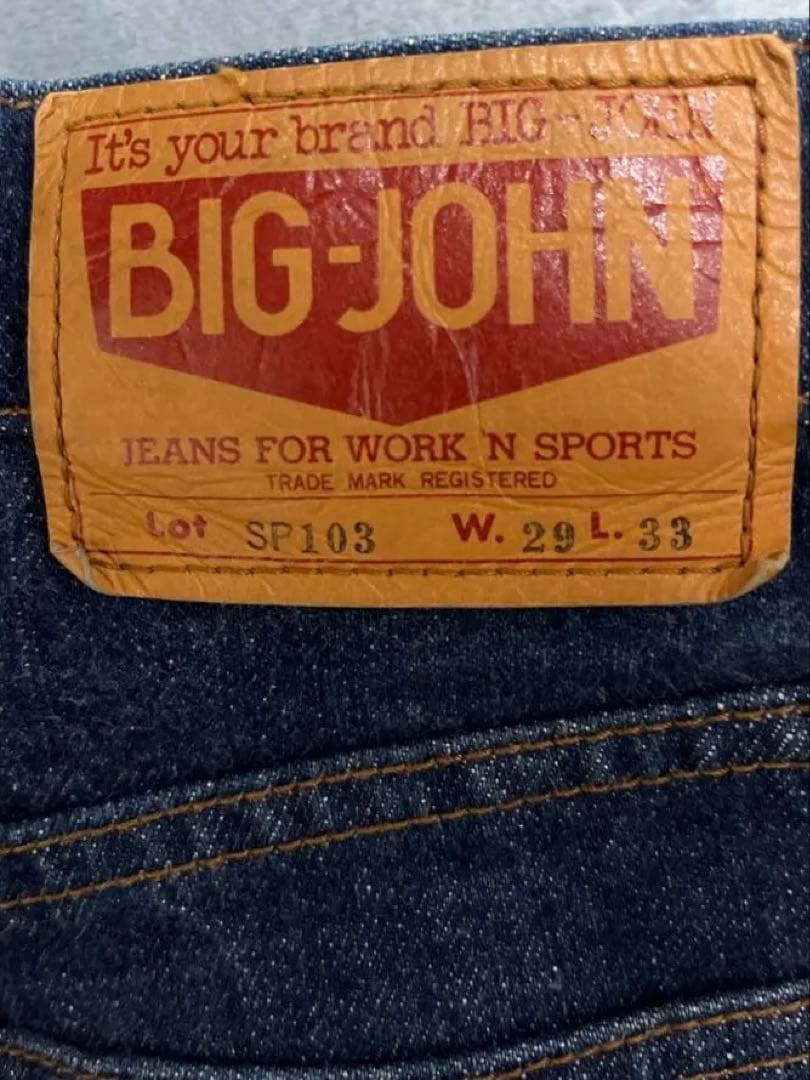 It's your brand BIG-JOHN
BIG-JOHN
JEANS FOR WORK N SPORTS
TRADE MARK REGISTERED
Lot SP103 W. 29 L. 33